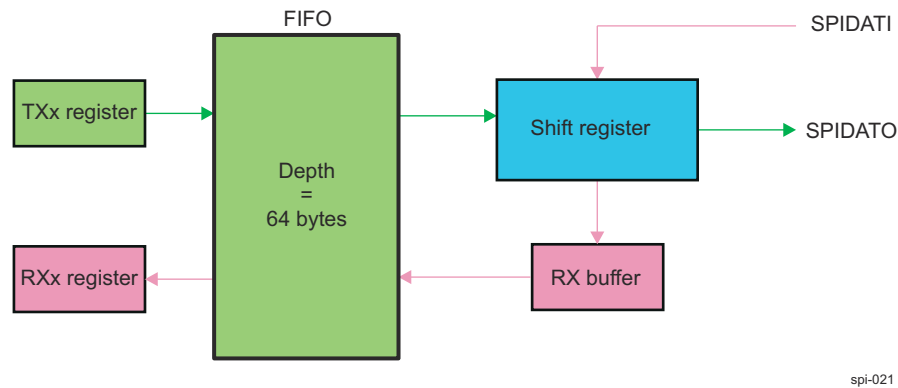 FIFO
SPIDATI
TXx register
Shift register
SPIDATO
Depth
=
64 bytes
RXx register
RX buffer
spi-021